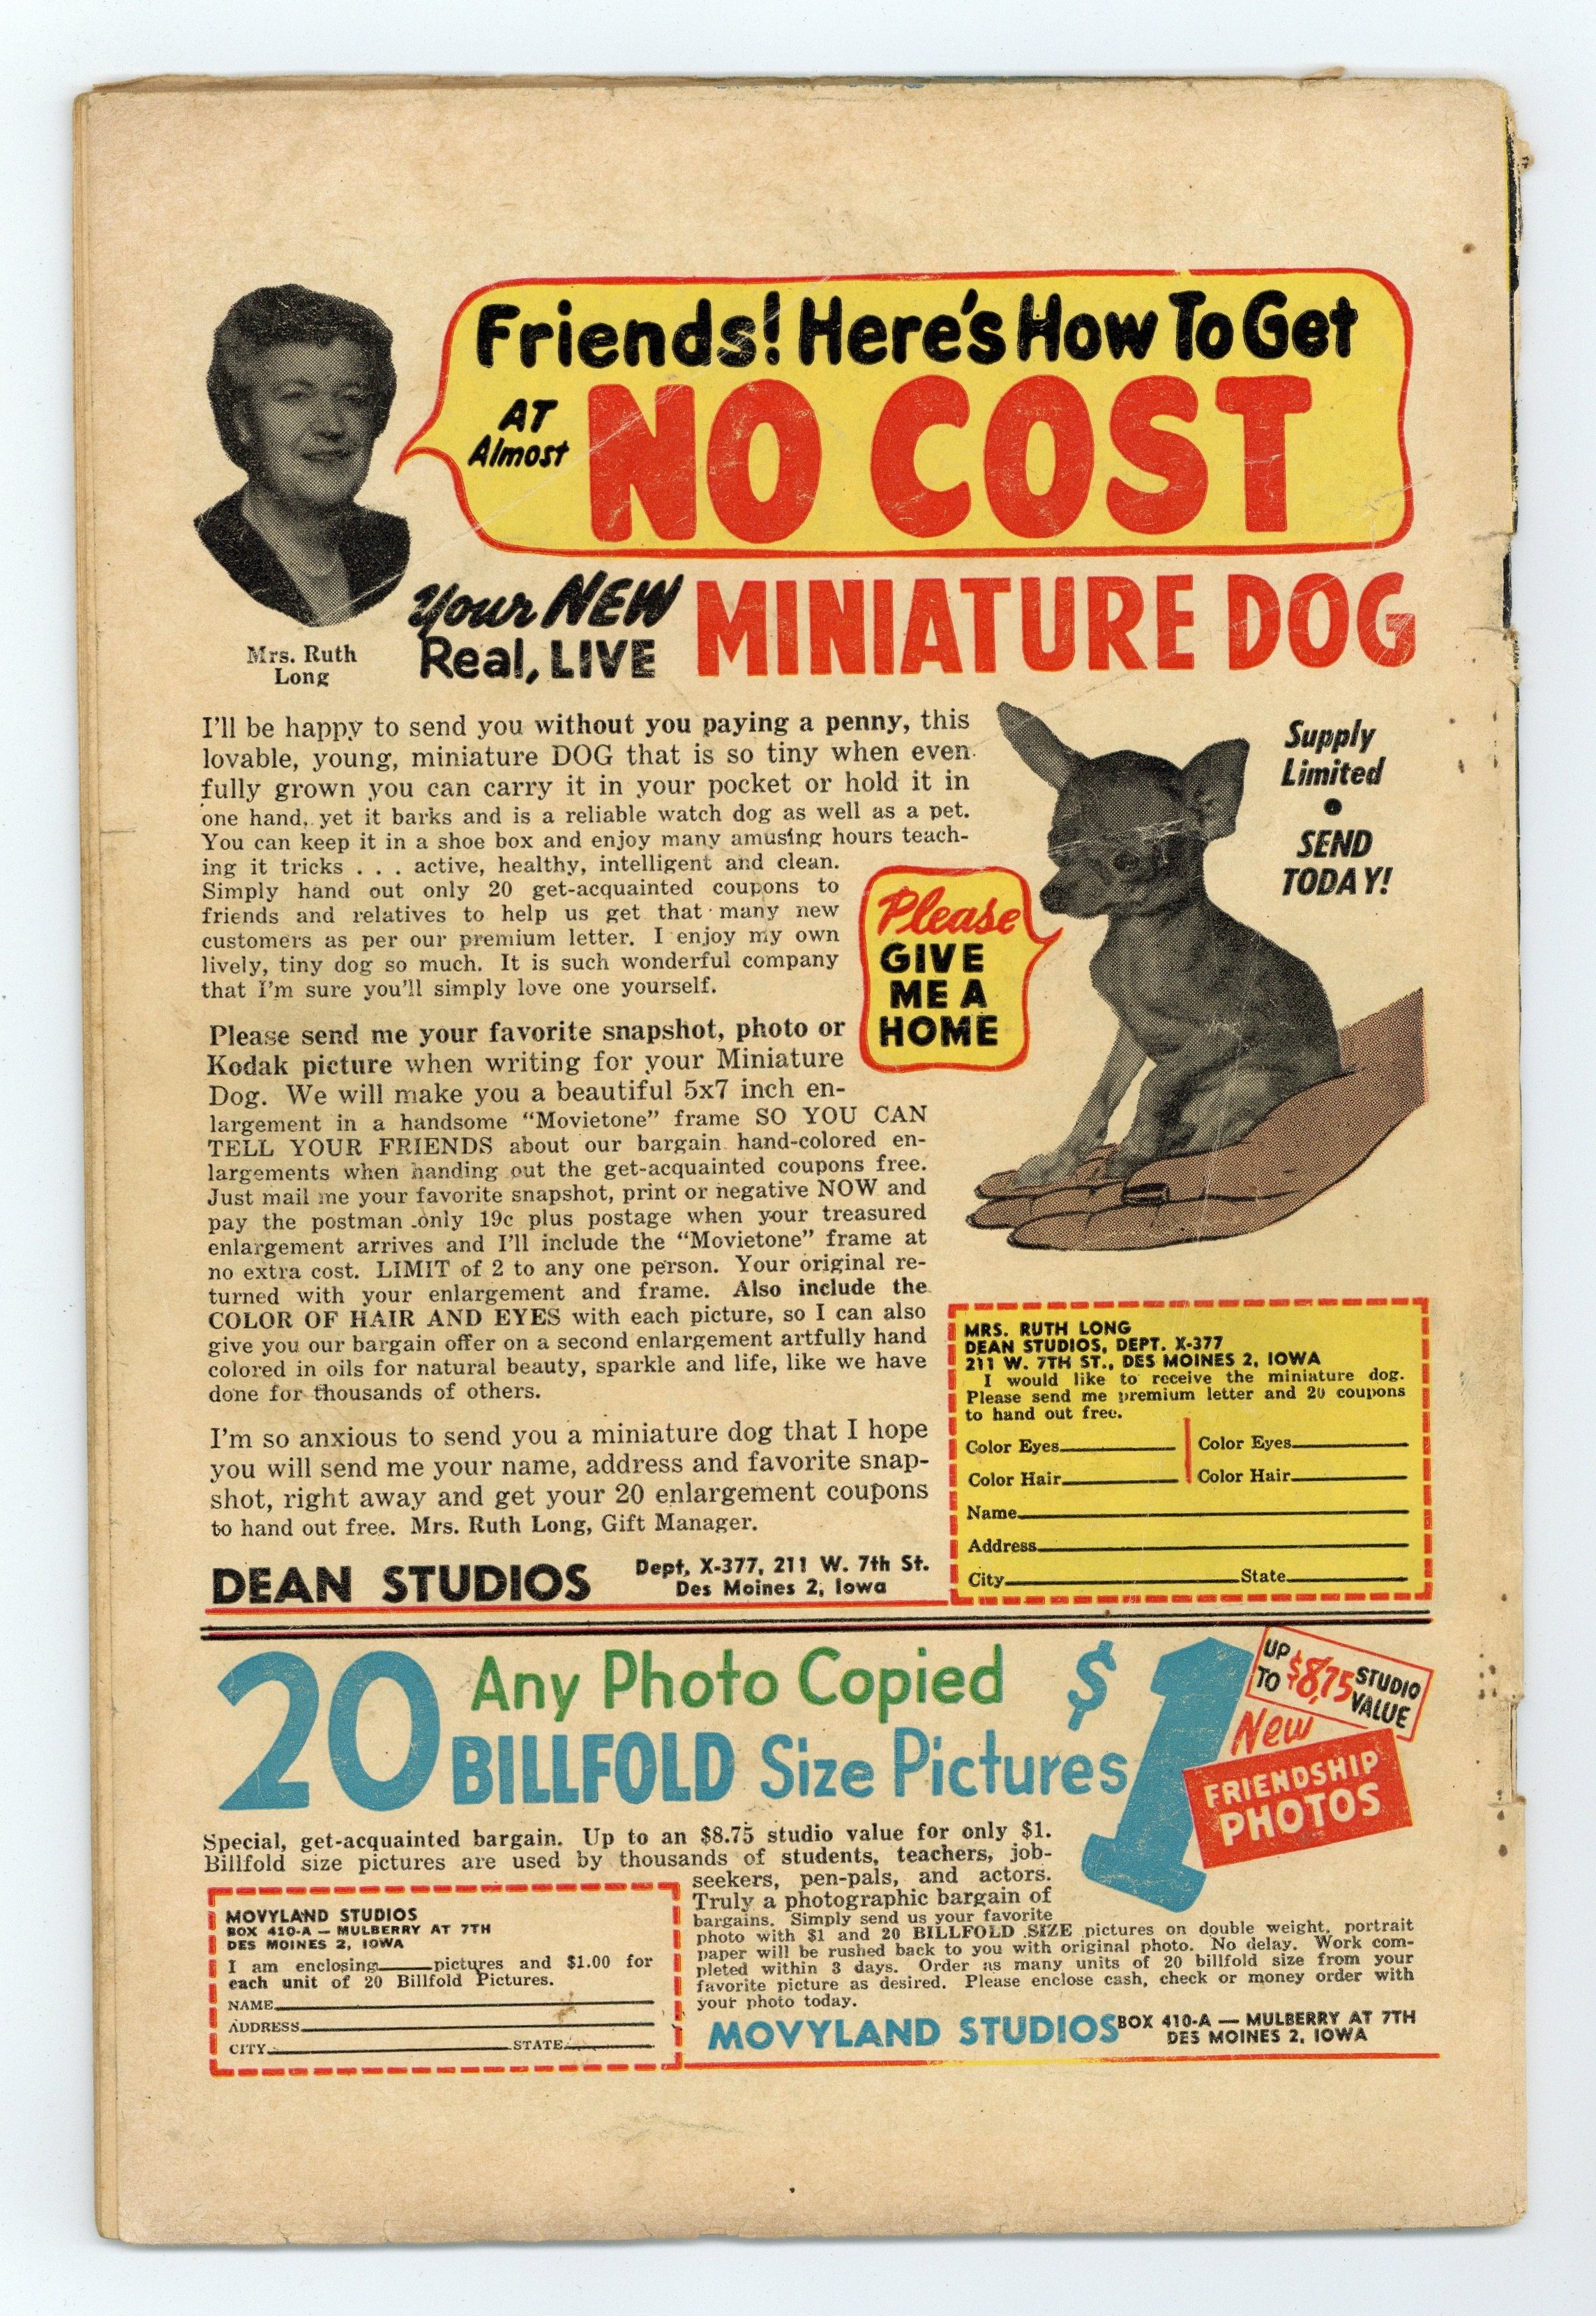 Friends! Here's How To Get
AT
Almost
NO COST
Mrs. Ruth
Long
Your NEW
Real, LIVE
MINIATURE DOG
I'll be happy to send you without you paying a penny, this
lovable, young, miniature DOG that is so tiny when even
fully grown you can carry it in your pocket or hold it in
one hand, yet it barks and is a reliable watch dog as well as a pet.
You can keep it in a shoe box and enjoy many amusing hours teach-
ing it tricks . . . active, healthy, intelligent and clean.
Simply hand out only 20 get-acquainted coupons to
friends and relatives to help us get that many new
customers as per our premium letter. I enjoy my own
lively, tiny dog so much. It is such wonderful company
that I'm sure you'll simply love one yourself.
Supply
Limited
•
SEND
TODAY!
Please
GIVE
ME A
HOME
Please send me your favorite snapshot, photo or
Kodak picture when writing for your Miniature
Dog. We will make you a beautiful 5x7 inch en-
largement in a handsome "Movietone" frame SO YOU CAN
TELL YOUR FRIENDS about our bargain hand-colored en-
largements when handing out the get-acquainted coupons free.
Just mail me your favorite snapshot, print or negative NOW and
pay the postman only 19c plus postage when your treasured
enlargement arrives and I'll include the "Movietone" frame at
no extra cost. LIMIT of 2 to any one person. Your original re-
turned with your enlargement and frame. Also include the
COLOR OF HAIR AND EYES with each picture, so I can also
give you our bargain offer on a second enlargement artfully hand
colored in oils for natural beauty, sparkle and life, like we have
done for thousands of others.
I'm so anxious to send you a miniature dog that I hope
you will send me your name, address and favorite snap-
shot, right away and get your 20 enlargement coupons
to hand out free. Mrs. Ruth Long, Gift Manager.
DEAN STUDIOS
Dept, X-377, 211 W. 7th St.
Des Moines 2, Iowa
MRS. RUTH LONG
DEAN STUDIOS, DEPT. X-377
211 W. 7TH ST., DES MOINES 2, IOWA
I would like to receive the miniature dog.
Please send me premium letter and 20 coupons
to hand out free.
Color Eyes Color Eyes
Color Hair Color Hair
Name
Address
City State
20 Any Photo Copied
BILLFOLD Size Pictures
$1
UP
TO $8.75 STUDIO
VALUE
New
FRIENDSHIP
PHOTOS
Special, get-acquainted bargain. Up to an $8.75 studio value for only $1.
Billfold size pictures are used by thousands of students, teachers, job-
seekers, pen-pals, and actors.
Truly a photographic bargain of
bargains. Simply send us your favorite
photo with $1 and 20 BILLFOLD SIZE pictures on double weight, portrait
paper will be rushed back to you with original photo. No delay. Work com-
pleted within 3 days. Order as many units of 20 billfold size from your
favorite picture as desired. Please enclose cash, check or money order with
your photo today.
MOVYLAND STUDIOS
BOX 410-A — MULBERRY AT 7TH
DES MOINES 2, IOWA
I am enclosing pictures and $1.00 for
each unit of 20 Billfold Pictures.
NAME
ADDRESS
CITY STATE
MOVYLAND STUDIOS
BOX 410-A — MULBERRY AT 7TH
DES MOINES 2, IOWA